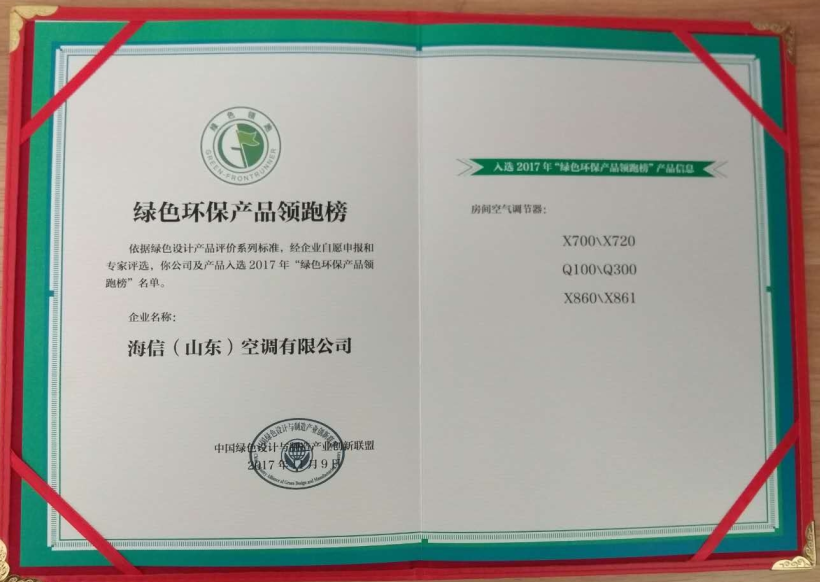 绿色领跑
GREEN-FRONTRUNNER
绿色环保产品领跑榜
依据绿色设计产品评价系列标准，经企业自愿申报和
专家评选，你公司及产品入选 2017 年“绿色环保产品领
跑榜”名单。
企业名称：
海信（山东）空调有限公司
中国绿色设计与制造产业创新联盟
2017 年 月 9 日
入选 2017 年“绿色环保产品领跑榜”产品信息
房间空气调节器：
X700\X720
Q100\Q300
X860\X861